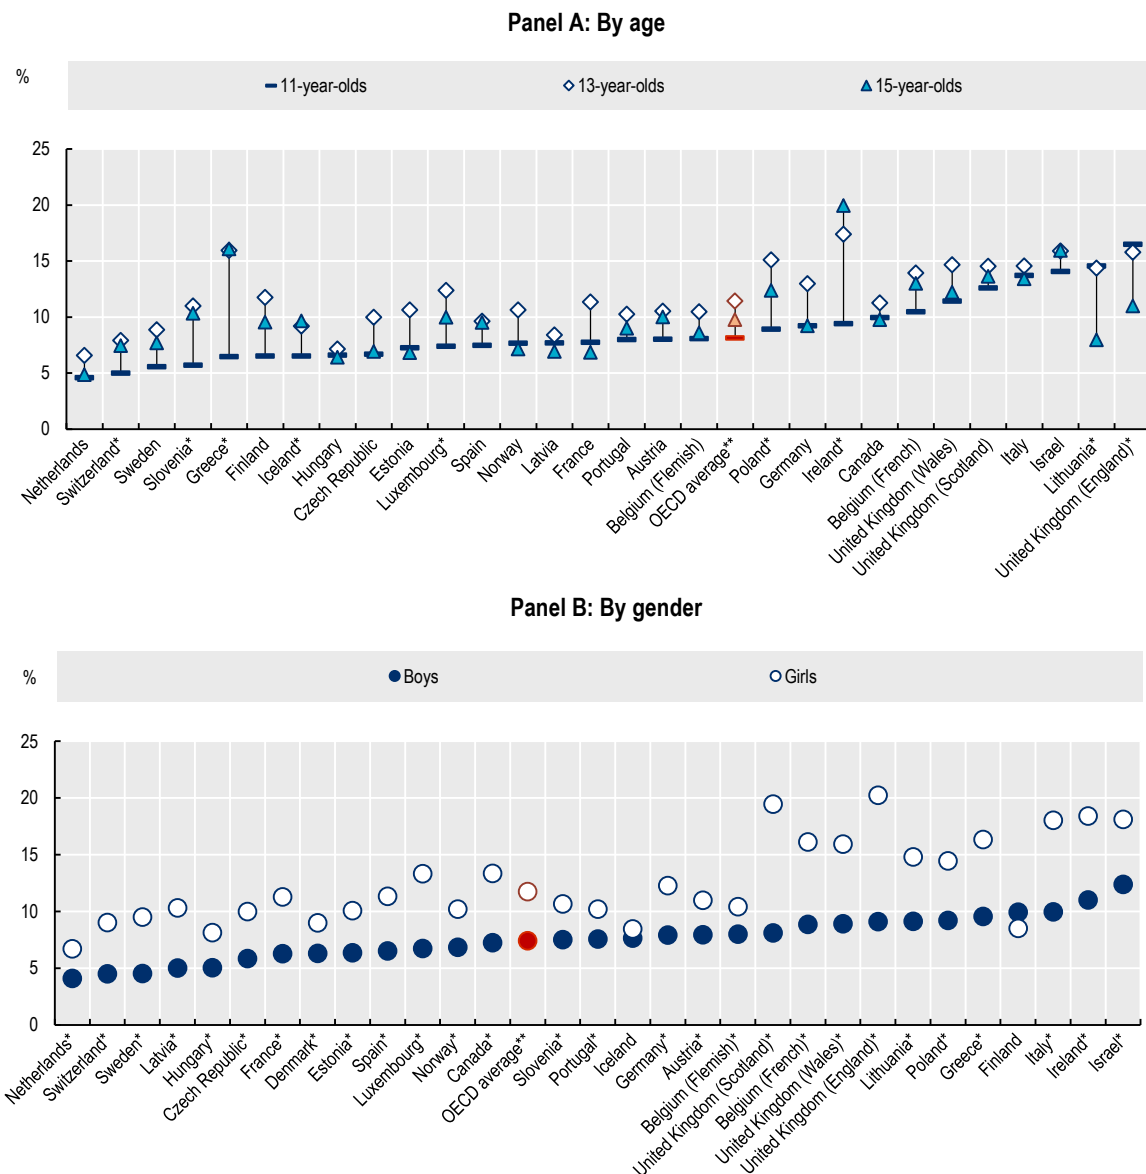 Panel A: By age
%
11-year-olds 13-year-olds 15-year-olds
25
20
15
10
5
0
Netherlands
Switzerland*
Sweden
Slovenia*
Greece*
Finland
Iceland*
Hungary
Czech Republic
Estonia
Luxembourg*
Spain
Norway
Latvia
France
Portugal
Austria
Belgium (Flemish)
OECD average**
Poland*
Germany
Ireland*
Canada
Belgium (French)
United Kingdom (Wales)
United Kingdom (Scotland)
Italy
Israel
Lithuania*
United Kingdom (England)*
Panel B: By gender
%
Boys Girls
25
20
15
10
5
0
Netherlands*
Switzerland*
Sweden*
Latvia*
Hungary*
Czech Republic*
France*
Denmark*
Estonia*
Spain*
Luxembourg*
Norway*
Canada*
OECD average**
Slovenia*
Portugal*
Iceland
Germany*
Austria*
Belgium (Flemish)*
United Kingdom (Scotland)*
Belgium (French)*
United Kingdom (Wales)*
United Kingdom (England)*
Lithuania*
Poland*
Greece*
Finland
Italy*
Ireland*
Israel*